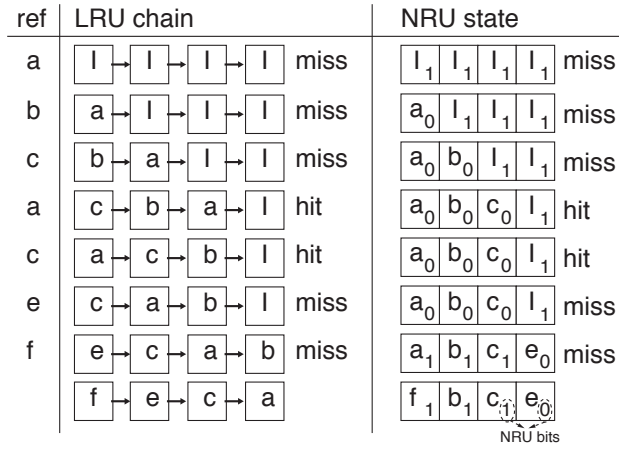 ref LRU chain NRU state
a I → I → I → I miss I₁ I₁ I₁ I₁ miss
b a → I → I → I miss a₀ I₁ I₁ I₁ miss
c b → a → I → I miss a₀ b₀ I₁ I₁ miss
a c → b → a → I hit a₀ b₀ c₀ I₁ hit
c a → c → b → I hit a₀ b₀ c₀ I₁ hit
e c → a → b → I miss a₀ b₀ c₀ I₁ miss
f e → c → a → b miss a₁ b₁ c₁ e₀ miss
f → e → c → a f₁ b₁ c₁ e₀
NRU bits